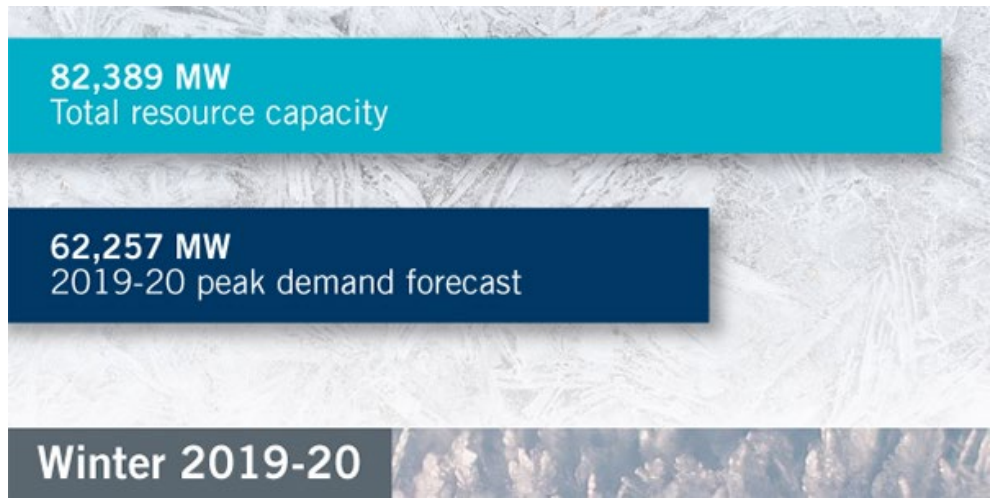 82,389 MW
Total resource capacity
62,257 MW
2019-20 peak demand forecast
Winter 2019-20